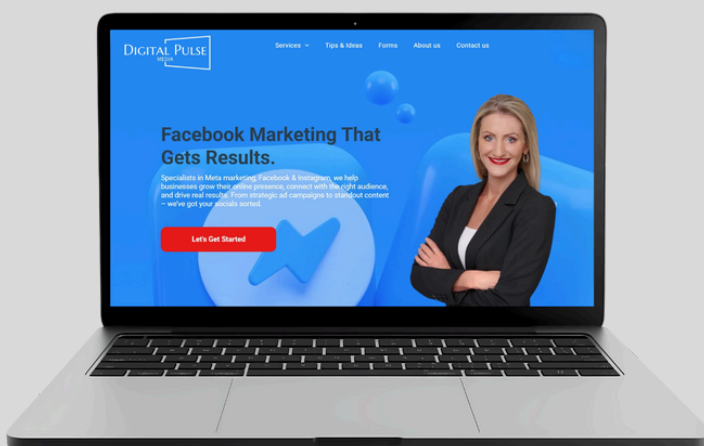 DIGITAL PULSE
MEDIA
Services
Tips & Ideas
Forms
About us
Contact us
Facebook Marketing That
Gets Results.
Specialists in Meta marketing, Facebook & Instagram, we help
businesses grow their online presence, connect with the right audience,
and drive real results. From strategic ad campaigns to standout content
– we've got your socials sorted.
Let's Get Started